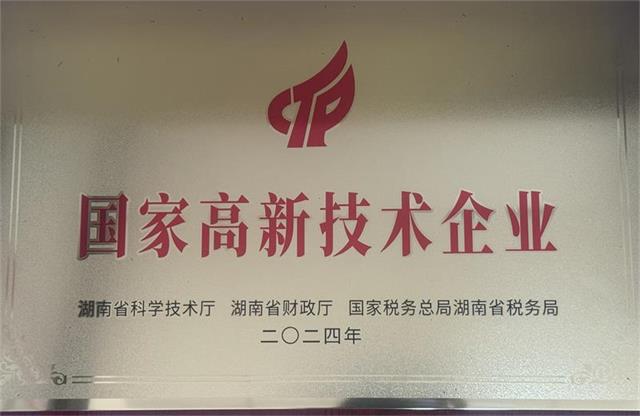 CTP
国家高新技术企业
湖南省科学技术厅 湖南省财政厅 国家税务总局湖南省税务局
二〇二四年